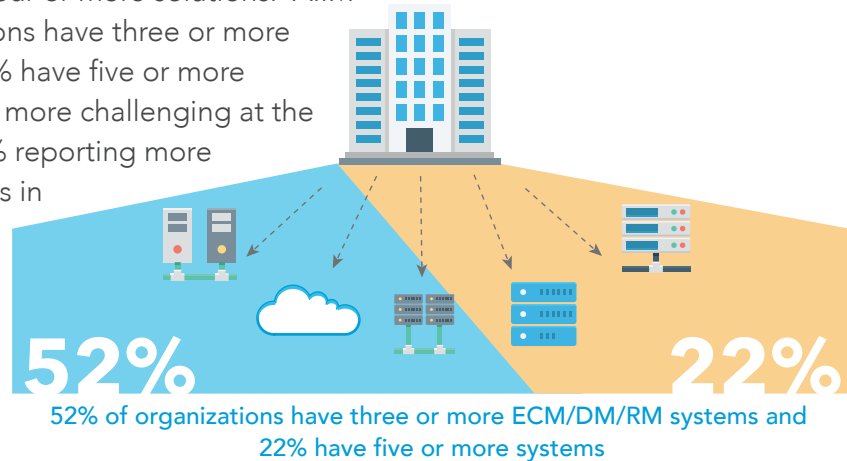 ons have three or more
% have five or more
more challenging at the
% reporting more
s in
52%
22%
52% of organizations have three or more ECM/DM/RM systems and
22% have five or more systems